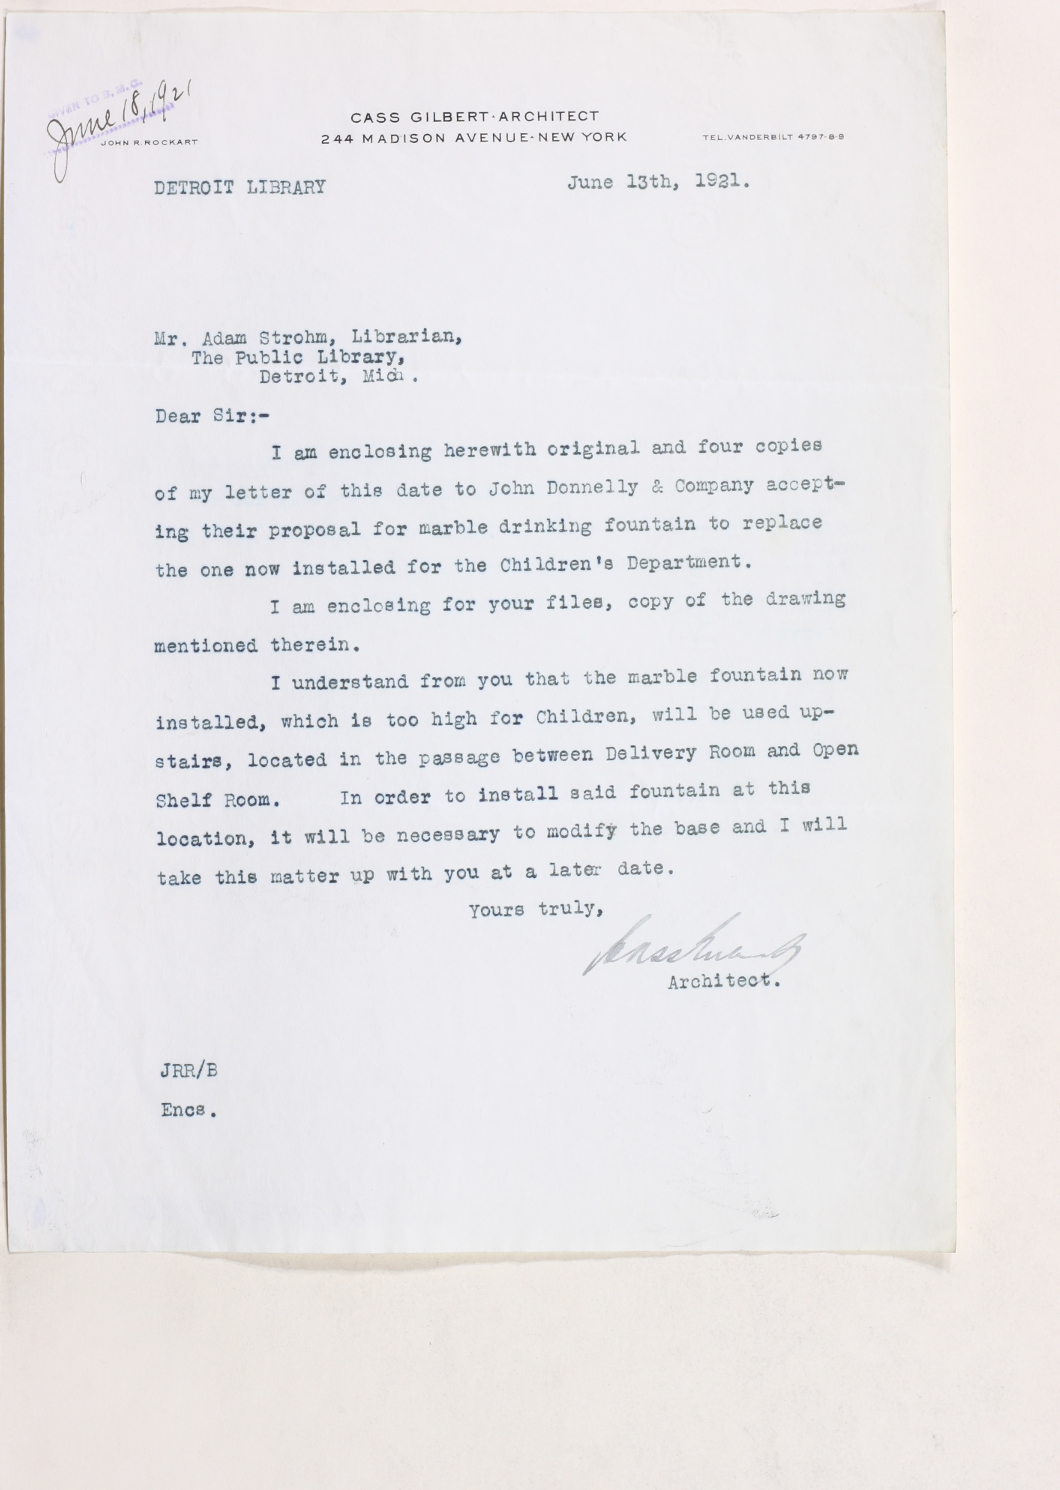 GIVEN TO B.M.C.
June 18, 1921
JOHN R. ROCKART
CASS GILBERT · ARCHITECT
244 MADISON AVENUE · NEW YORK
TEL. VANDERBILT 4797-8-9
DETROIT LIBRARY
June 13th, 1921.
Mr. Adam Strohm, Librarian,
The Public Library,
Detroit, Mich.
Dear Sir:-
I am enclosing herewith original and four copies
of my letter of this date to John Donnelly & Company accept-
ing their proposal for marble drinking fountain to replace
the one now installed for the Children's Department.
I am enclosing for your files, copy of the drawing
mentioned therein.
I understand from you that the marble fountain now
installed, which is too high for Children, will be used up-
stairs, located in the passage between Delivery Room and Open
Shelf Room. In order to install said fountain at this
location, it will be necessary to modify the base and I will
take this matter up with you at a later date.
Yours truly,
Cass Gilbert
Architect.
JRR/B
Encs.